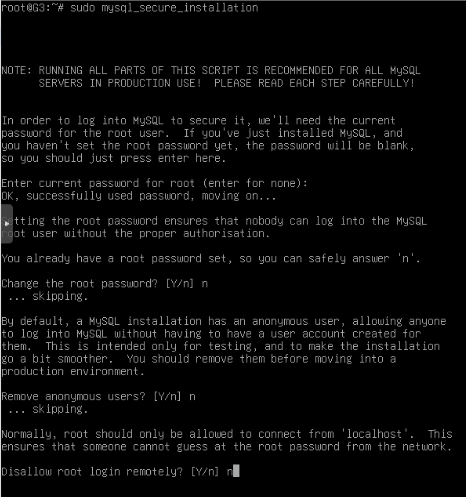 root@G3:~# sudo mysql_secure_installation
NOTE: RUNNING ALL PARTS OF THIS SCRIPT IS RECOMMENDED FOR ALL MySQL
SERVERS IN PRODUCTION USE!  PLEASE READ EACH STEP CAREFULLY!
In order to log into MySQL to secure it, we'll need the current
password for the root user.  If you've just installed MySQL, and
you haven't set the root password yet, the password will be blank,
so you should just press enter here.
Enter current password for root (enter for none):
OK, successfully used password, moving on...
tting the root password ensures that nobody can log into the MySQL
root user without the proper authorisation.
You already have a root password set, so you can safely answer 'n'.
Change the root password? [Y/n] n
... skipping.
By default, a MySQL installation has an anonymous user, allowing anyone
to log into MySQL without having to have a user account created for
them.  This is intended only for testing, and to make the installation
go a bit smoother.  You should remove them before moving into a
production environment.
Remove anonymous users? [Y/n] n
... skipping.
Normally, root should only be allowed to connect from 'localhost'.  This
ensures that someone cannot guess at the root password from the network.
Disallow root login remotely? [Y/n] n